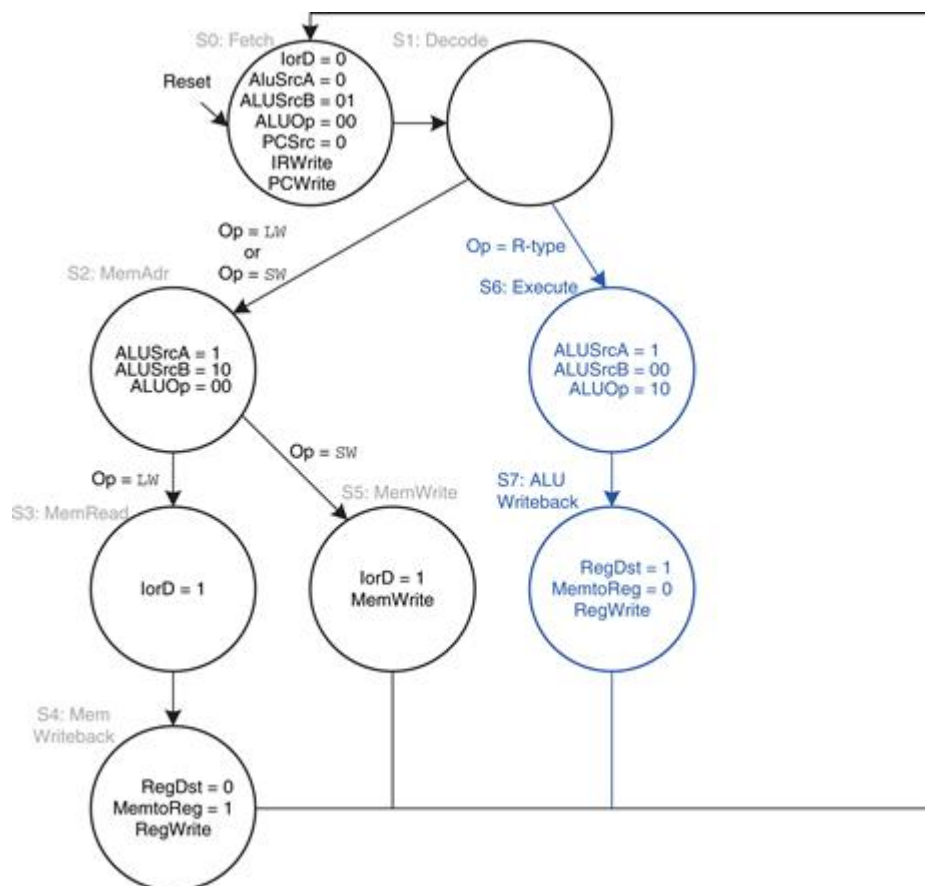 S0: Fetch
S1: Decode
Reset
IorD = 0
AluSrcA = 0
ALUSrcB = 01
ALUOp = 00
PCSrc = 0
IRWrite
PCWrite
Op = LW
or
Op = SW
Op = R-type
S2: MemAdr
S6: Execute
ALUSrcA = 1
ALUSrcB = 10
ALUOp = 00
ALUSrcA = 1
ALUSrcB = 00
ALUOp = 10
Op = LW
Op = SW
S3: MemRead
S5: MemWrite
S7: ALU
Writeback
IorD = 1
IorD = 1
MemWrite
RegDst = 1
MemtoReg = 0
RegWrite
S4: Mem
Writeback
RegDst = 0
MemtoReg = 1
RegWrite